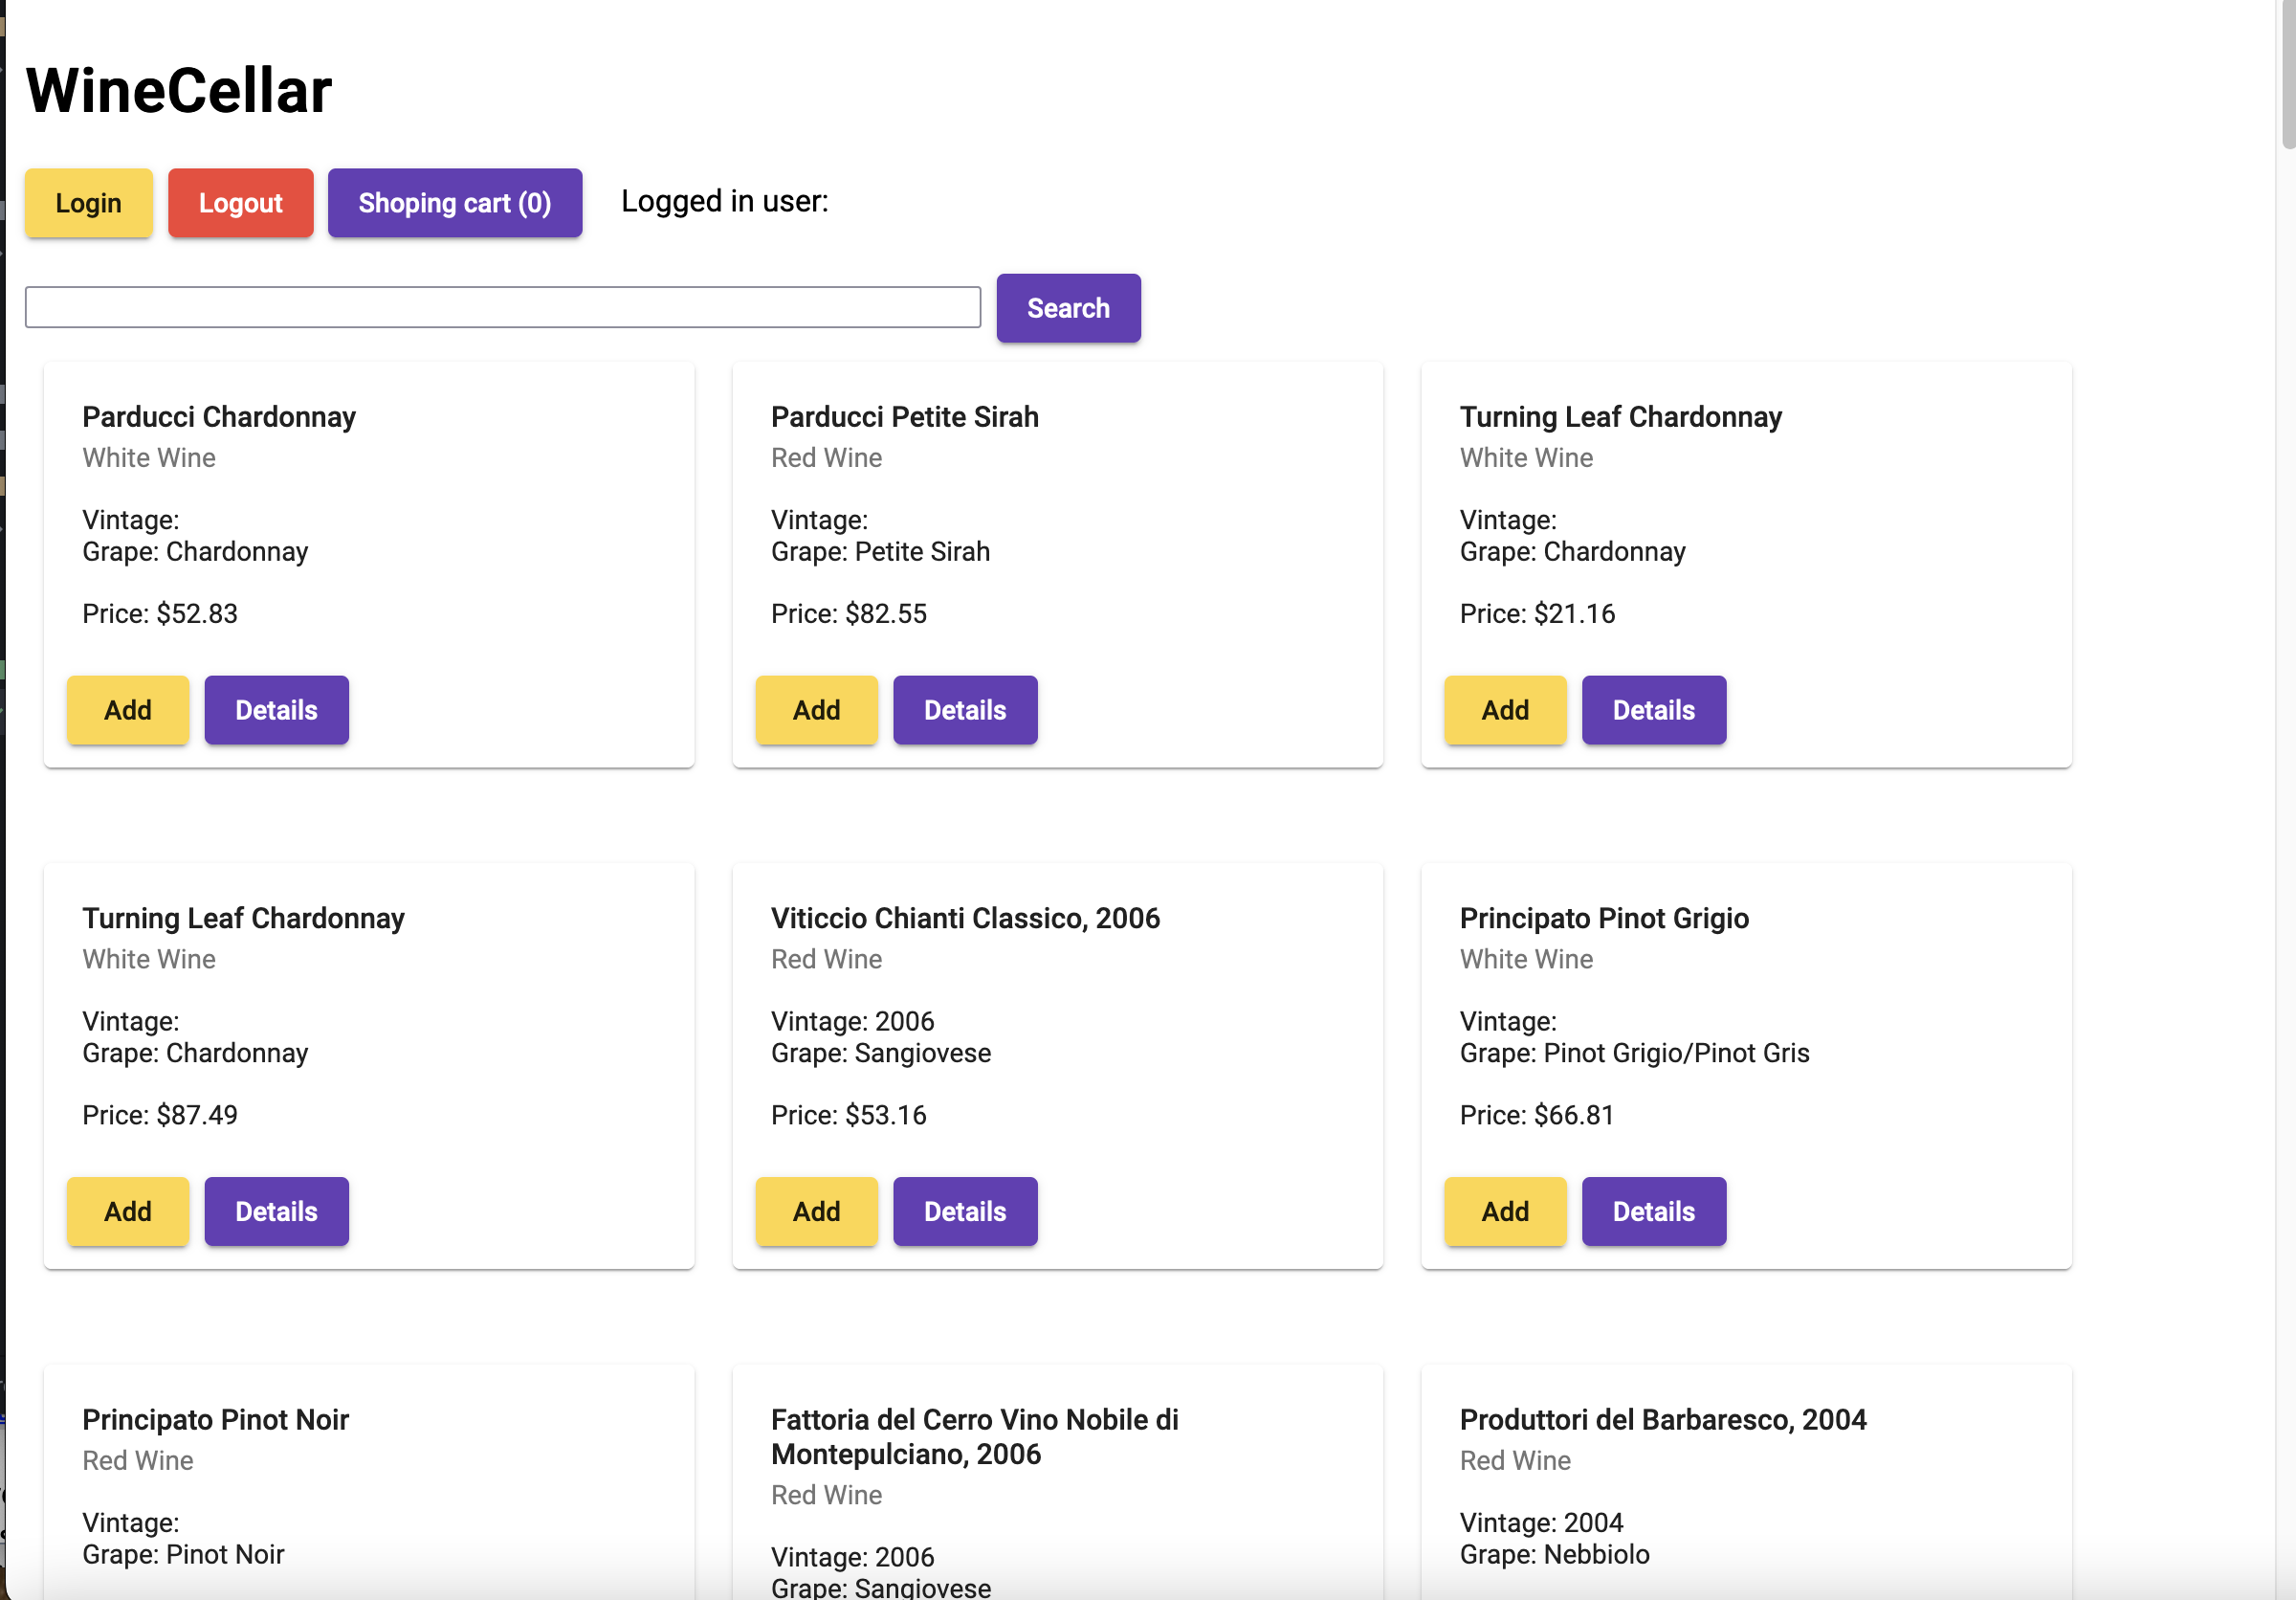 WineCellar
Login Logout Shoping cart (0) Logged in user:
Search
Parducci Chardonnay
White Wine
Vintage:
Grape: Chardonnay
Price: $52.83
Add Details
Parducci Petite Sirah
Red Wine
Vintage:
Grape: Petite Sirah
Price: $82.55
Add Details
Turning Leaf Chardonnay
White Wine
Vintage:
Grape: Chardonnay
Price: $21.16
Add Details
Turning Leaf Chardonnay
White Wine
Vintage:
Grape: Chardonnay
Price: $87.49
Add Details
Viticcio Chianti Classico, 2006
Red Wine
Vintage: 2006
Grape: Sangiovese
Price: $53.16
Add Details
Principato Pinot Grigio
White Wine
Vintage:
Grape: Pinot Grigio/Pinot Gris
Price: $66.81
Add Details
Principato Pinot Noir
Red Wine
Vintage:
Grape: Pinot Noir
Fattoria del Cerro Vino Nobile di
Montepulciano, 2006
Red Wine
Vintage: 2006
Grape: Sangiovese
Produttori del Barbaresco, 2004
Red Wine
Vintage: 2004
Grape: Nebbiolo